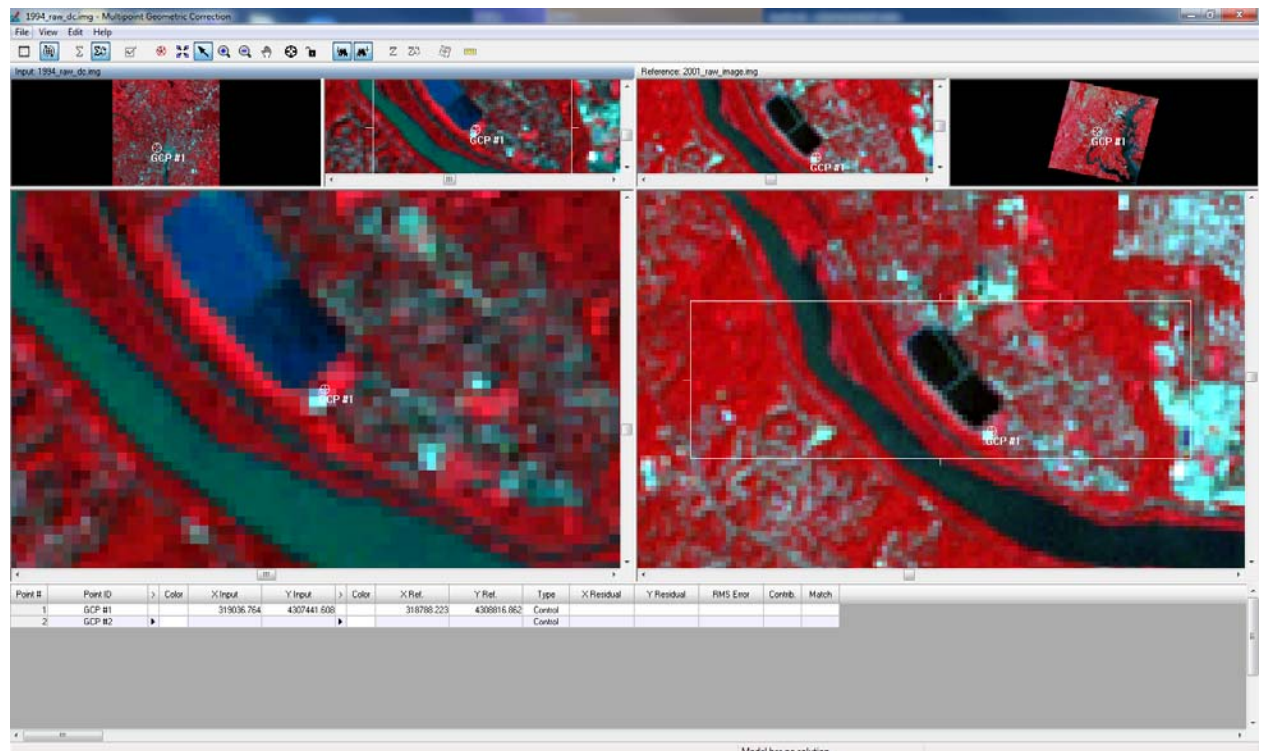 1994_raw_dc.img - Multipoint Geometric Correction
File View Edit Help
Σ Z
Input: 1994_raw_dc.img Reference: 2001_raw_image.img
GCP #1 GCP #1 GCP #1 GCP #1
GCP #1 GCP #1
Point # Point ID > Color X Input Y Input > Color X Ref. Y Ref. Type X Residual Y Residual RMS Error Contrib. Match
1 GCP #1 319036.764 4307441.608 318788.223 4308816.862 Control
2 GCP #2 Control
Model has no solution